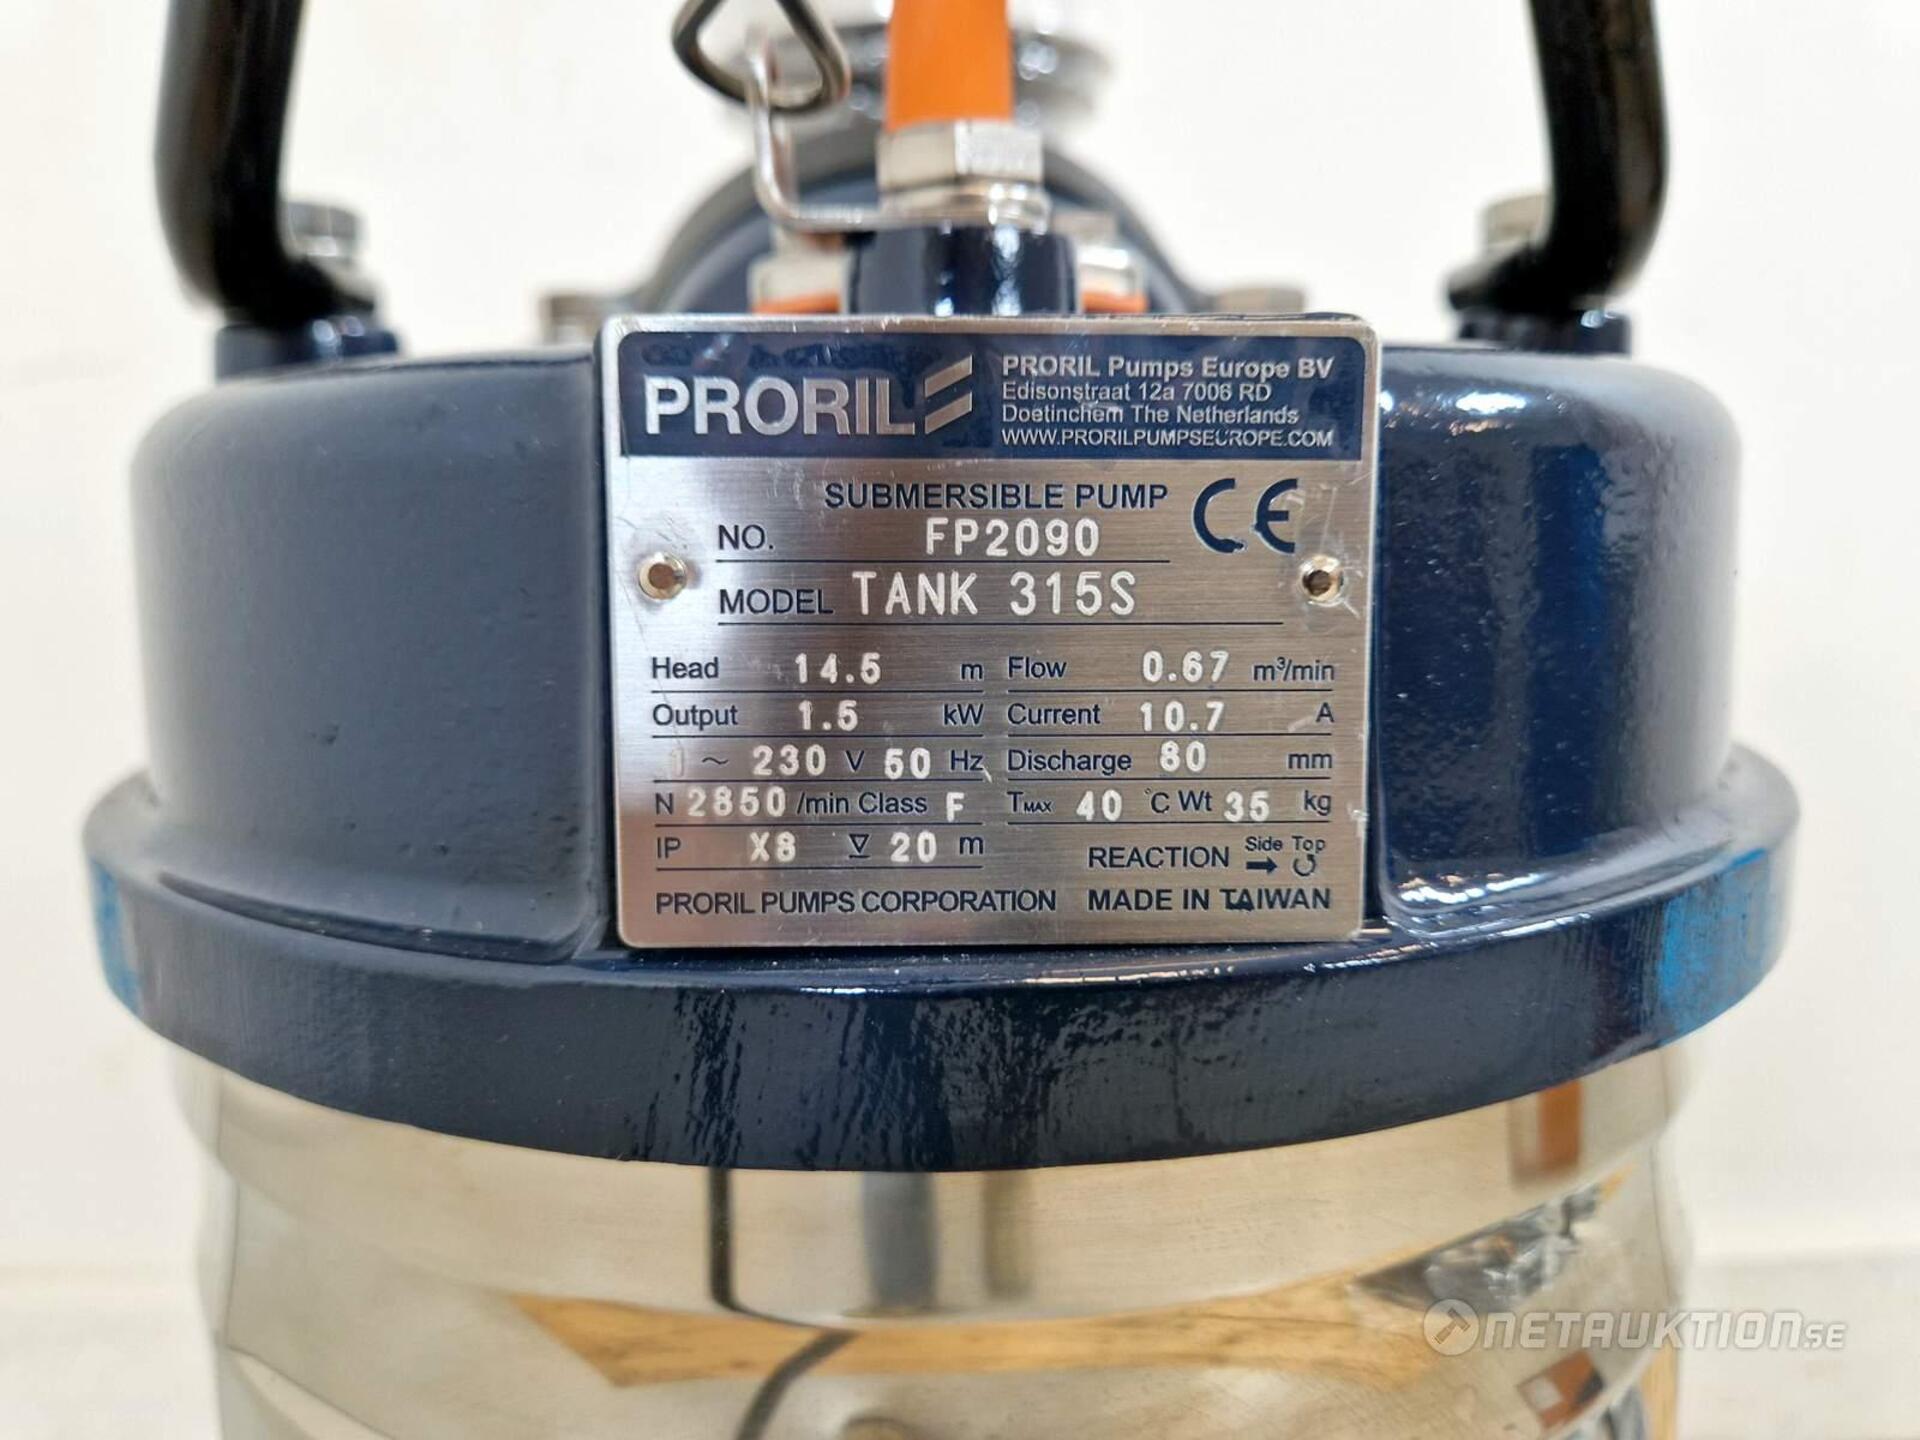 PRORIL
PRORIL Pumps Europe BV
Edisonstraat 12a 7006 RD
Doetinchem The Netherlands
WWW.PRORILPUMPSEUROPE.COM
SUBMERSIBLE PUMP CE
NO. FP2090
MODEL TANK 315S
Head 14.5 m Flow 0.67 m³/min
Output 1.5 kW Current 10.7 A
1 ~ 230 V 50 Hz Discharge 80 mm
N 2850 /min Class F TMAX 40 °C Wt 35 kg
IP X8 20 m
REACTION Side Top
PRORIL PUMPS CORPORATION MADE IN TAIWAN
NETAUKTION.SE